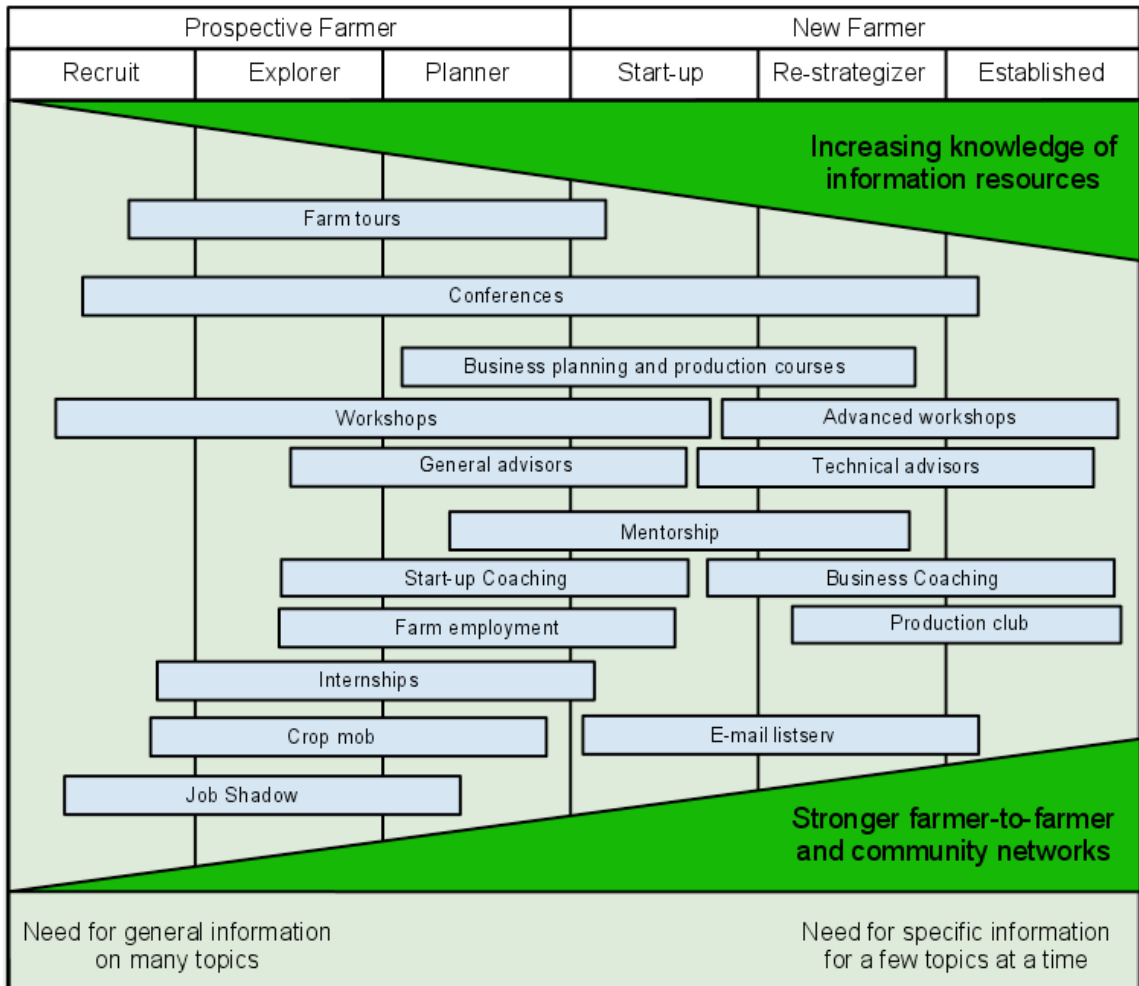 Prospective Farmer
New Farmer
Recruit
Explorer
Planner
Start-up
Re-strategizer
Established
Increasing knowledge of
information resources
Farm tours
Conferences
Business planning and production courses
Workshops
Advanced workshops
General advisors
Technical advisors
Mentorship
Start-up Coaching
Business Coaching
Farm employment
Production club
Internships
Crop mob
E-mail listserv
Job Shadow
Stronger farmer-to-farmer
and community networks
Need for general information
on many topics
Need for specific information
for a few topics at a time